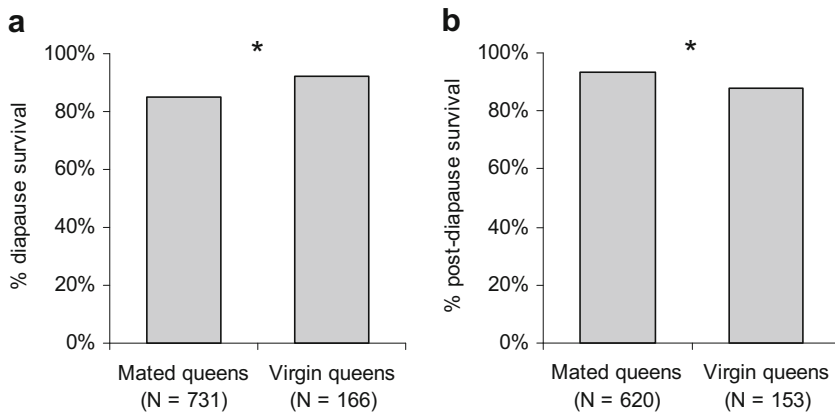 a
*
100%
80%
60%
40%
20%
0%
% diapause survival
Mated queens
(N = 731)
Virgin queens
(N = 166)
b
*
100%
80%
60%
40%
20%
0%
% post-diapause survival
Mated queens
(N = 620)
Virgin queens
(N = 153)